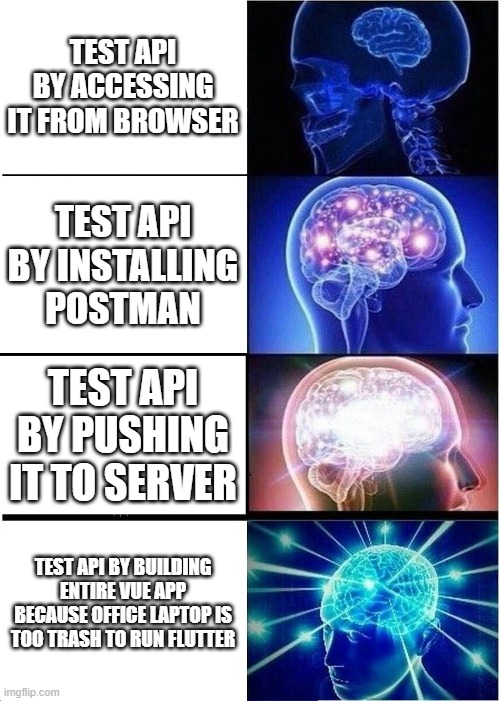 TEST API
BY ACCESSING
IT FROM BROWSER
TEST API
BY INSTALLING
POSTMAN
TEST API
BY PUSHING
IT TO SERVER
TEST API BY BUILDING
ENTIRE VUE APP
BECAUSE OFFICE LAPTOP IS
TOO TRASH TO RUN FLUTTER
imgflip.com